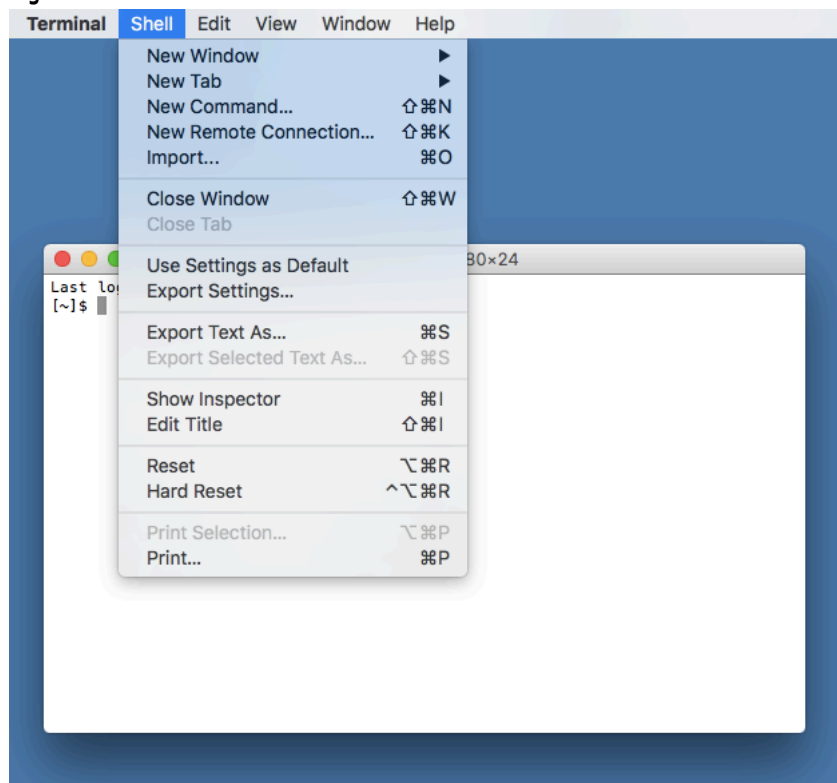 Terminal Shell Edit View Window Help
New Window ▶
New Tab ▶
New Command... ⇧⌘N
New Remote Connection... ⇧⌘K
Import... ⌘O
Close Window ⇧⌘W
Close Tab
80×24
Use Settings as Default
Last lo
Export Settings...
[~]$
Export Text As... ⌘S
Export Selected Text As... ⇧⌘S
Show Inspector ⌘I
Edit Title ⇧⌘I
Reset ⌥⌘R
Hard Reset ^⌥⌘R
Print Selection... ⌥⌘P
Print... ⌘P